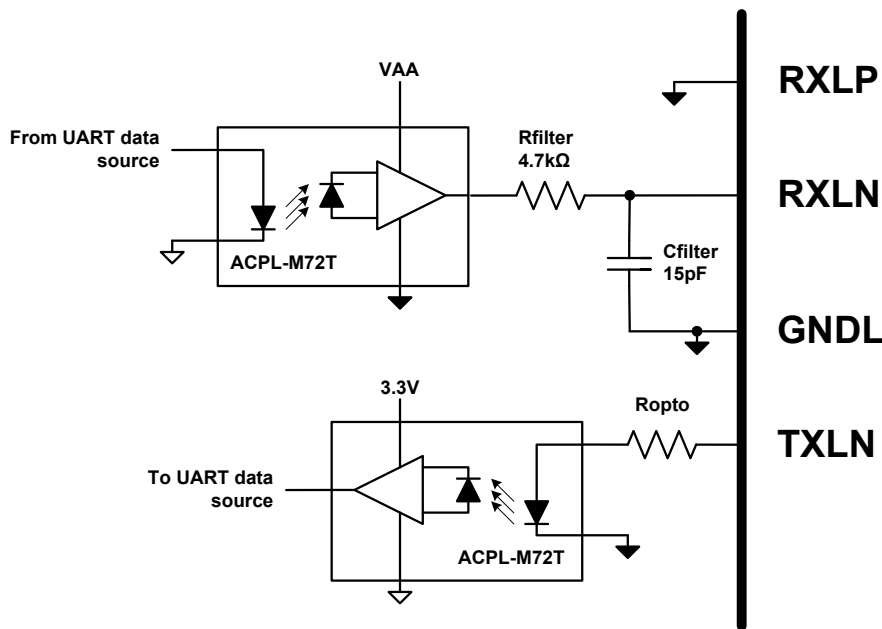 VAA
RXLP
From UART data
source
Rfilter
4.7kΩ
RXLN
ACPL-M72T
Cfilter
15pF
GNDL
3.3V
Ropto
TXLN
To UART data
source
ACPL-M72T